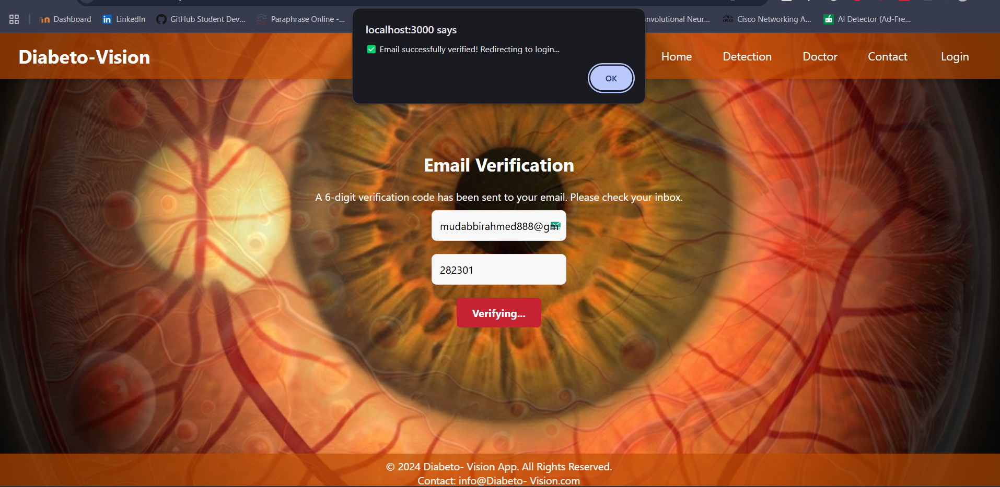 Dashboard LinkedIn GitHub Student Dev... Paraphrase Online -... nvolutional Neur... Cisco Networking A... AI Detector (Ad-Fre...
localhost:3000 says
Email successfully verified! Redirecting to login...
OK
Diabeto-Vision Home Detection Doctor Contact Login
Email Verification
A 6-digit verification code has been sent to your email. Please check your inbox.
mudabbirahmed888@gm
282301
Verifying...
© 2024 Diabeto- Vision App. All Rights Reserved.
Contact: info@Diabeto- Vision.com